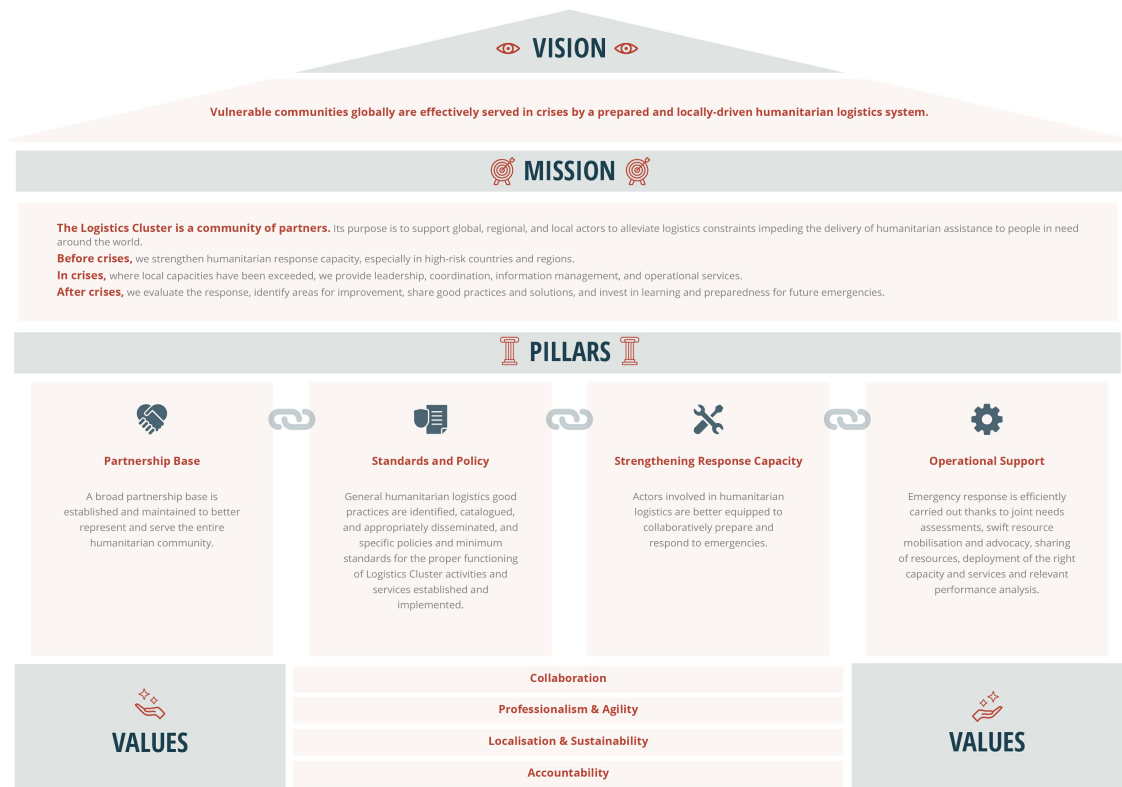 VISION
Vulnerable communities globally are effectively served in crises by a prepared and locally-driven humanitarian logistics system.
MISSION
The Logistics Cluster is a community of partners. Its purpose is to support global, regional, and local actors to alleviate logistics constraints impeding the delivery of humanitarian assistance to people in need
around the world.
Before crises, we strengthen humanitarian response capacity, especially in high-risk countries and regions.
In crises, where local capacities have been exceeded, we provide leadership, coordination, information management, and operational services.
After crises, we evaluate the response, identify areas for improvement, share good practices and solutions, and invest in learning and preparedness for future emergencies.
PILLARS
Partnership Base
A broad partnership base is
established and maintained to better
represent and serve the entire
humanitarian community.
Standards and Policy
General humanitarian logistics good
practices are identified, catalogued,
and appropriately disseminated, and
specific policies and minimum
standards for the proper functioning
of Logistics Cluster activities and
services established and
implemented.
Strengthening Response Capacity
Actors involved in humanitarian
logistics are better equipped to
collaboratively prepare and
respond to emergencies.
Operational Support
Emergency response is efficiently
carried out thanks to joint needs
assessments, swift resource
mobilisation and advocacy, sharing
of resources, deployment of the right
capacity and services and relevant
performance analysis.
VALUES
Collaboration
Professionalism & Agility
Localisation & Sustainability
Accountability
VALUES